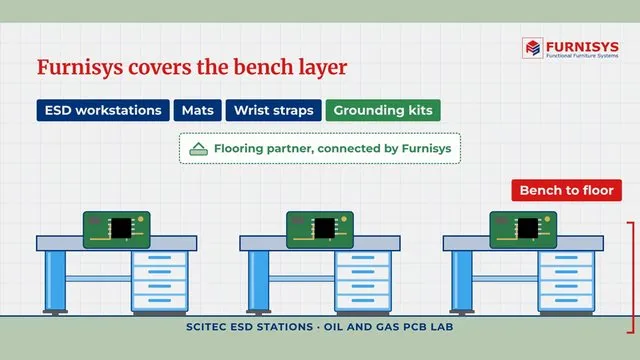 FURNISYS
Functional Furniture Systems
Furnisys covers the bench layer
ESD workstations
Mats
Wrist straps
Grounding kits
Flooring partner, connected by Furnisys
Bench to floor
SCITEC ESD STATIONS · OIL AND GAS PCB LAB